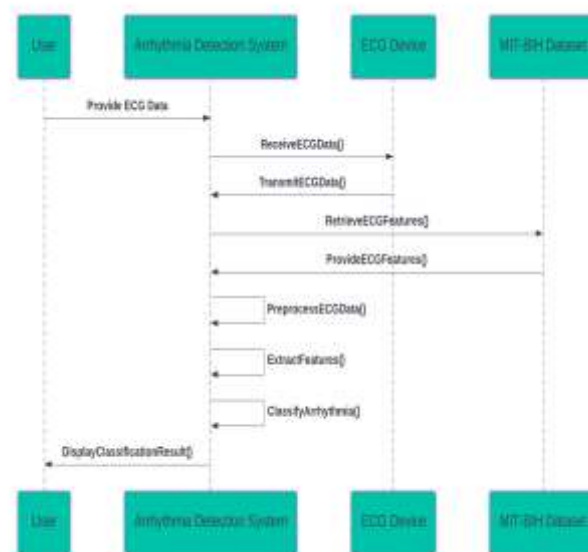 User
Arrhythmia Detection System
ECG Device
MIT-BIH Dataset
Provide ECG Data
ReceiveECGData()
TransmitECGData()
RetrieveECGFeatures()
ProvideECGFeatures()
PreprocessECGData()
ExtractFeatures()
ClassifyArrhythmia()
DisplayClassificationResult()
User
Arrhythmia Detection System
ECG Device
MIT-BIH Dataset